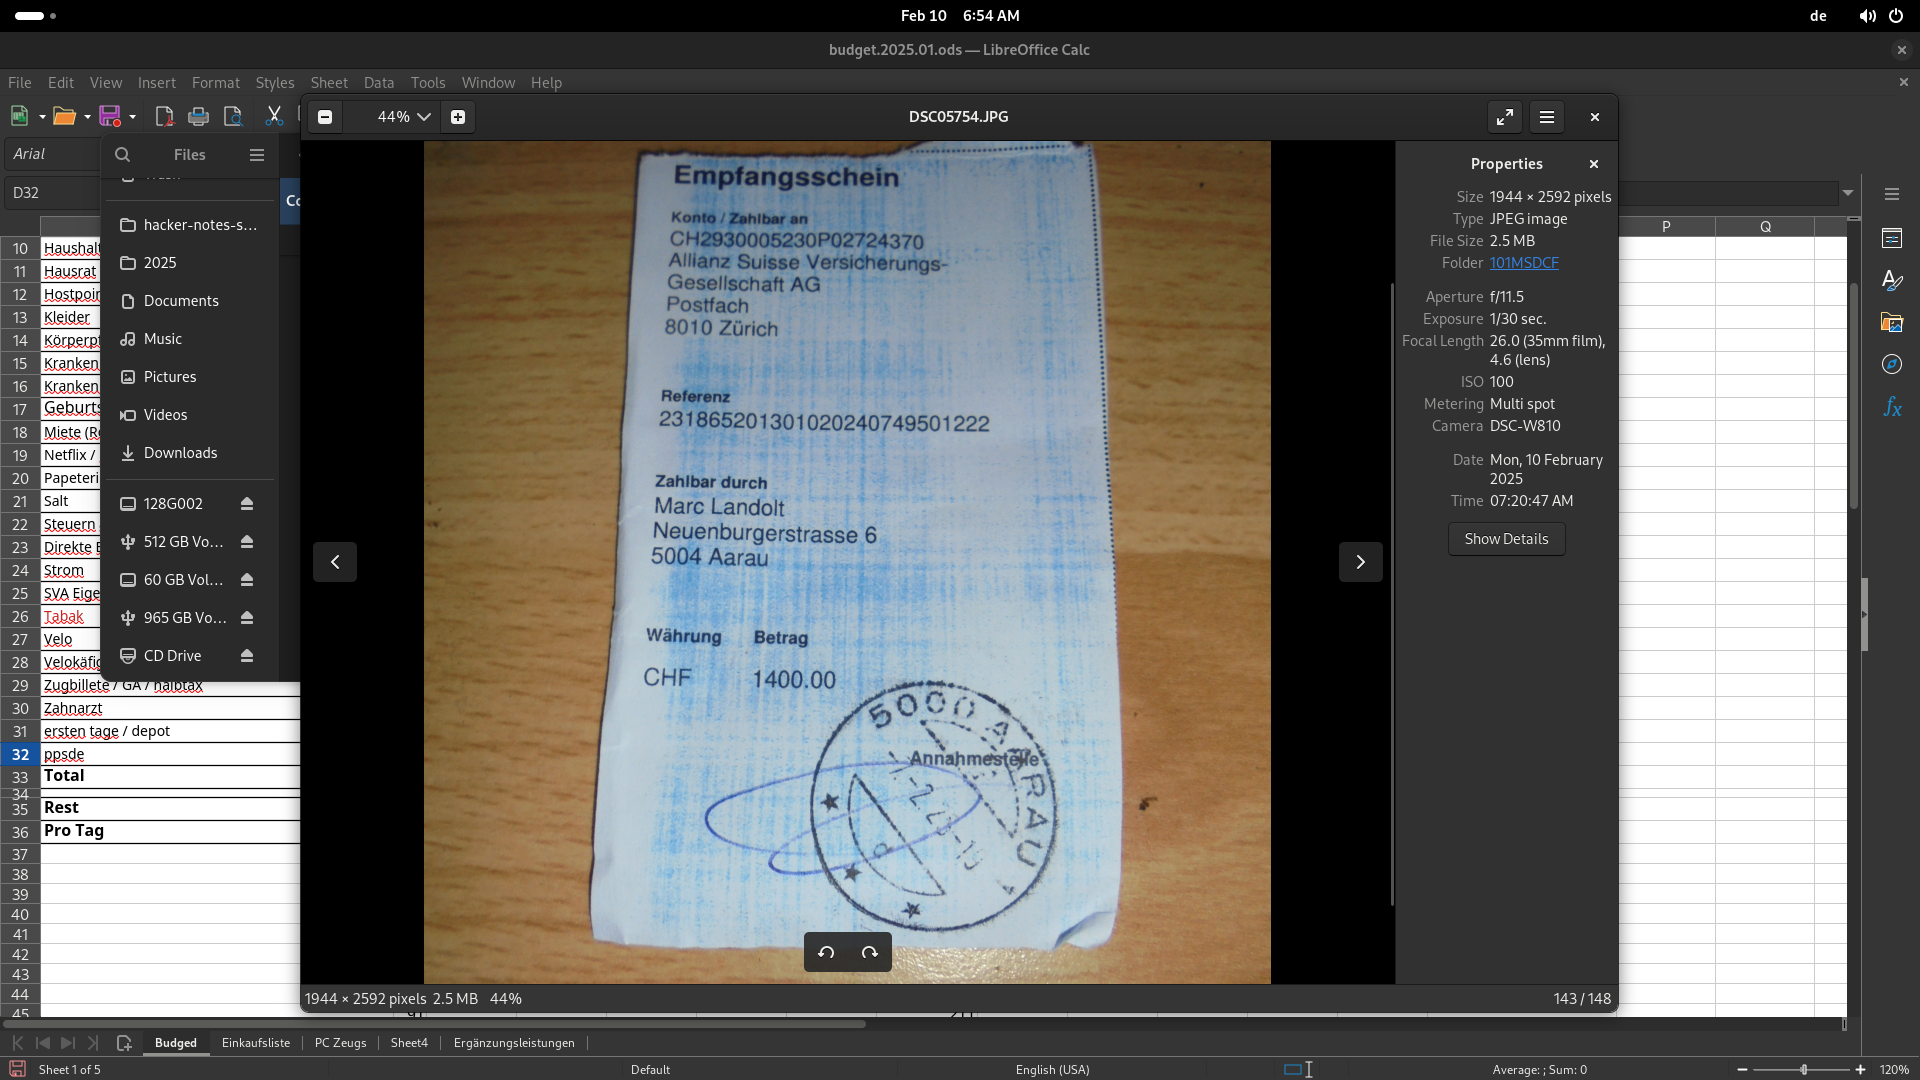 Feb 10 6:54 AM
de
budget.2025.01.ods — LibreOffice Calc
File Edit View Insert Format Styles Sheet Data Tools Window Help
44%
DSC05754.JPG
Arial
Files
D32
Co
hacker-notes-s...
2025
Documents
Music
Pictures
Videos
Downloads
128G002
512 GB Vo...
60 GB Vol...
965 GB Vo...
CD Drive
P Q
10 Haushalt
11 Hausrat
12 Hostpoin
13 Kleider
14 Körperpf
15 Kranken
16 Kranken
17 Geburts
18 Miete (Re
19 Netflix /
20 Papeteri
21 Salt
22 Steuern
23 Direkte B
24 Strom
25 SVA Eige
26 Tabak
27 Velo
28 Velokäfig
29 Zugbillete / GA / halbtax
30 Zahnarzt
31 ersten tage / depot
32 ppsde
33 Total
34
35 Rest
36 Pro Tag
37
38
39
40
41
42
43
44
45
Empfangsschein
Konto / Zahlbar an
CH2930005230P02724370
Allianz Suisse Versicherungs-
Gesellschaft AG
Postfach
8010 Zürich
Referenz
231865201301020240749501222
Zahlbar durch
Marc Landolt
Neuenburgerstrasse 6
5004 Aarau
Währung Betrag
CHF 1400.00
Annahmestelle
5000 AARAU
Properties
Size 1944 × 2592 pixels
Type JPEG image
File Size 2.5 MB
Folder 101MSDCF
Aperture f/11.5
Exposure 1/30 sec.
Focal Length 26.0 (35mm film),
4.6 (lens)
ISO 100
Metering Multi spot
Camera DSC-W810
Date Mon, 10 February
2025
Time 07:20:47 AM
Show Details
1944 × 2592 pixels 2.5 MB 44%
143 / 148
Budged Einkaufsliste PC Zeugs Sheet4 Ergänzungsleistungen
Sheet 1 of 5
Default
English (USA)
Average: ; Sum: 0
120%